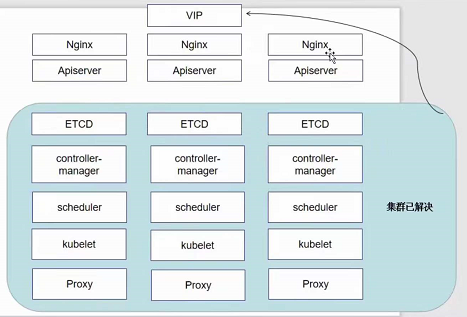 VIP
Nginx Nginx Nginx
Apiserver Apiserver Apiserver
ETCD ETCD ETCD
controller- controller- controller-
manager manager manager
scheduler scheduler scheduler
集群已解决
kubelet kubelet kubelet
Proxy Proxy Proxy